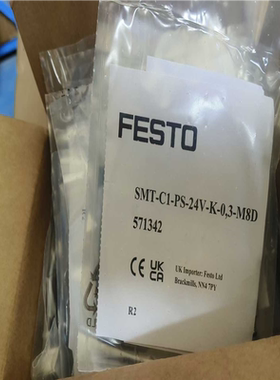 FESTO
SMT-C1-PS-24V-K-0,3-M8D
571342
CE UK CA
UK Importer: Festo Ltd
Brackmills, NN4 7PY
R2